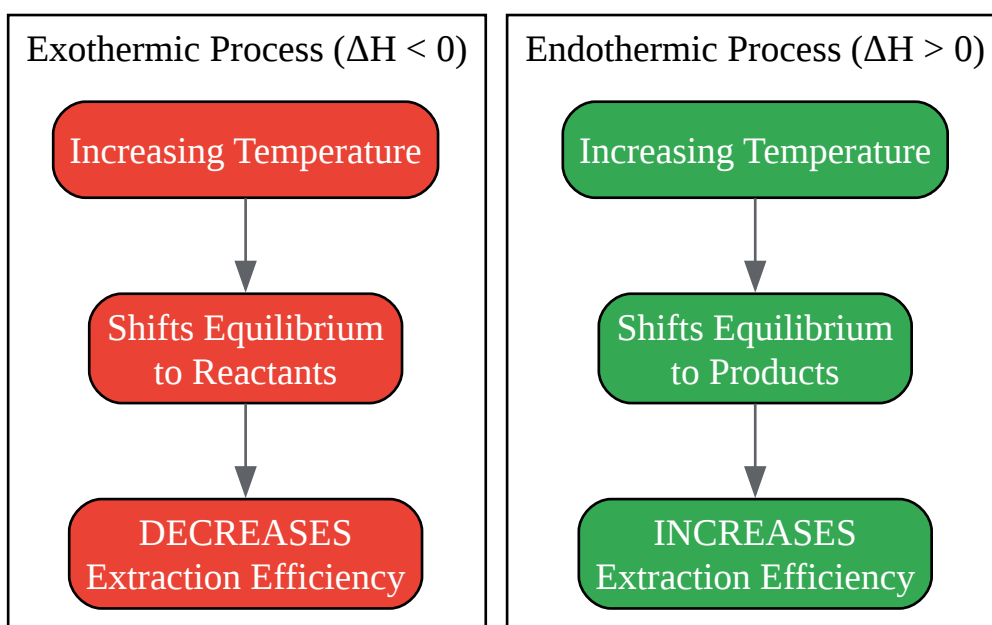 Exothermic Process (ΔH < 0)
Increasing Temperature
Shifts Equilibrium
to Reactants
DECREASES
Extraction Efficiency
Endothermic Process (ΔH > 0)
Increasing Temperature
Shifts Equilibrium
to Products
INCREASES
Extraction Efficiency